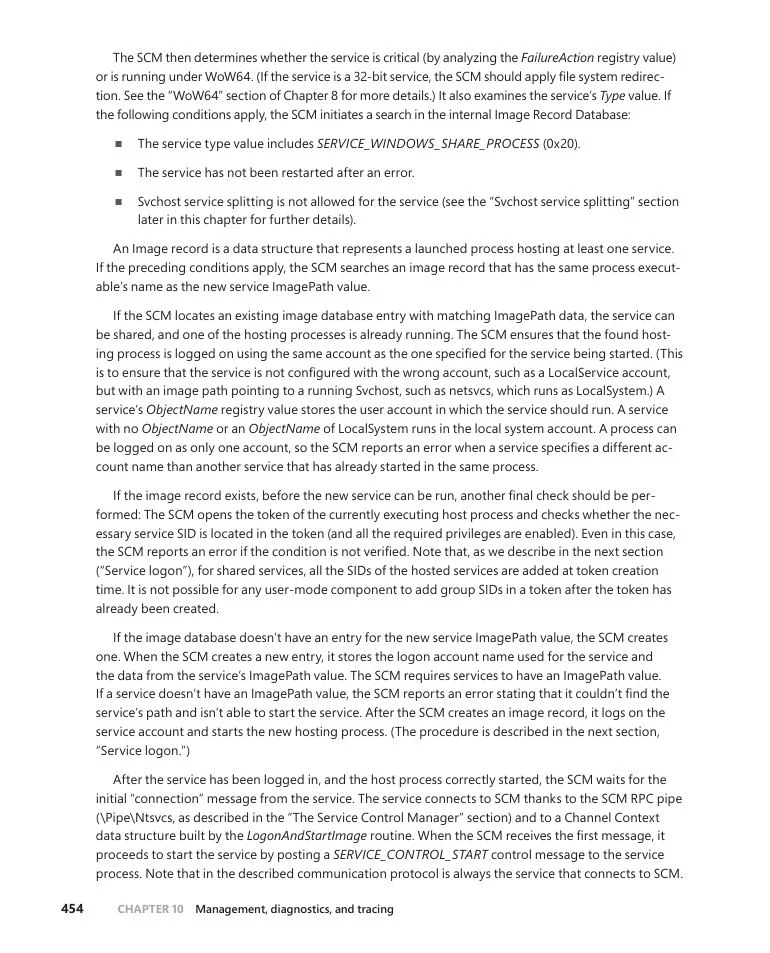 The SCM then determines whether the service is critical (by analyzing the FailureAction registry value)
or is running under WoW64. (If the service is a 32-bit service, the SCM should apply file system redirec-
tion. See the “WoW64” section of Chapter 8 for more details.) It also examines the service’s Type value. If
the following conditions apply, the SCM initiates a search in the internal Image Record Database:
■ The service type value includes SERVICE_WINDOWS_SHARE_PROCESS (0x20).
■ The service has not been restarted after an error.
■ Svchost service splitting is not allowed for the service (see the “Svchost service splitting” section
later in this chapter for further details).
An Image record is a data structure that represents a launched process hosting at least one service.
If the preceding conditions apply, the SCM searches an image record that has the same process execut-
able’s name as the new service ImagePath value.
If the SCM locates an existing image database entry with matching ImagePath data, the service can
be shared, and one of the hosting processes is already running. The SCM ensures that the found host-
ing process is logged on using the same account as the one specified for the service being started. (This
is to ensure that the service is not configured with the wrong account, such as a LocalService account,
but with an image path pointing to a running Svchost, such as netsvcs, which runs as LocalSystem.) A
service’s ObjectName registry value stores the user account in which the service should run. A service
with no ObjectName or an ObjectName of LocalSystem runs in the local system account. A process can
be logged on as only one account, so the SCM reports an error when a service specifies a different ac-
count name than another service that has already started in the same process.
If the image record exists, before the new service can be run, another final check should be per-
formed: The SCM opens the token of the currently executing host process and checks whether the nec-
essary service SID is located in the token (and all the required privileges are enabled). Even in this case,
the SCM reports an error if the condition is not verified. Note that, as we describe in the next section
(“Service logon”), for shared services, all the SIDs of the hosted services are added at token creation
time. It is not possible for any user-mode component to add group SIDs in a token after the token has
already been created.
If the image database doesn’t have an entry for the new service ImagePath value, the SCM creates
one. When the SCM creates a new entry, it stores the logon account name used for the service and
the data from the service’s ImagePath value. The SCM requires services to have an ImagePath value.
If a service doesn’t have an ImagePath value, the SCM reports an error stating that it couldn’t find the
service’s path and isn’t able to start the service. After the SCM creates an image record, it logs on the
service account and starts the new hosting process. (The procedure is described in the next section,
“Service logon.”)
After the service has been logged in, and the host process correctly started, the SCM waits for the
initial “connection” message from the service. The service connects to SCM thanks to the SCM RPC pipe
(\Pipe\Ntsvcs, as described in the “The Service Control Manager” section) and to a Channel Context
data structure built by the LogonAndStartImage routine. When the SCM receives the first message, it
proceeds to start the service by posting a SERVICE_CONTROL_START control message to the service
process. Note that in the described communication protocol is always the service that connects to SCM.
454 CHAPTER 10 Management, diagnostics, and tracing